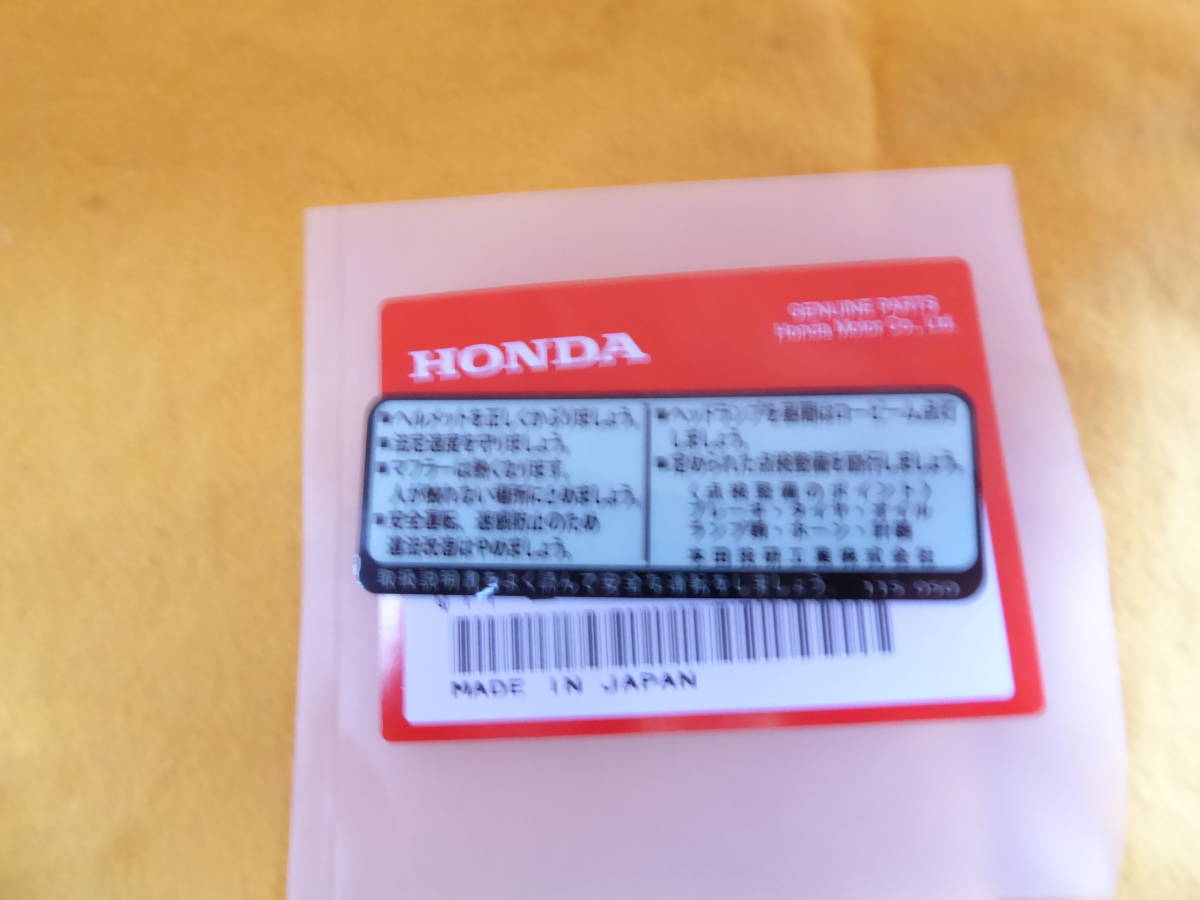 GENUINE PARTS
Honda Motor Co., Ltd.
HONDA
■ヘルメットを正しくかぶりましょう。
■法定速度を守りましょう。
■マフラーは熱くなります。
人が触れない場所に止めましょう。
■安全運転、迷惑防止のため
違法改造はやめましょう。
■ヘッドランプを昼間はロービーム点灯
しましょう。
■定められた点検整備を励行しましょう。
(点検整備のポイント)
ブレーキ・タイヤ・オイル
ランプ類・ホーン・計器
本田技研工業株式会社
取扱説明書をよく読んで安全な運転をしましょう
MADE IN JAPAN